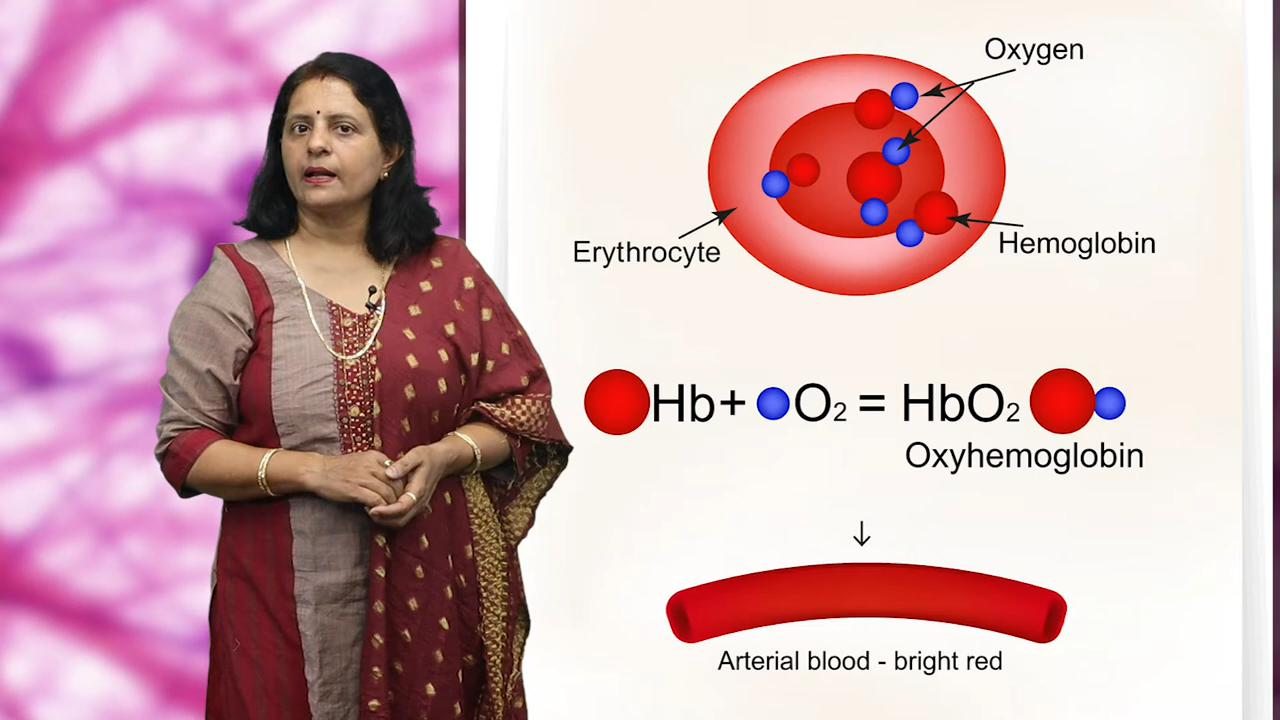 Oxygen
Erythrocyte
Hemoglobin
Hb + O₂ = HbO₂
Oxyhemoglobin
↓
Arterial blood - bright red